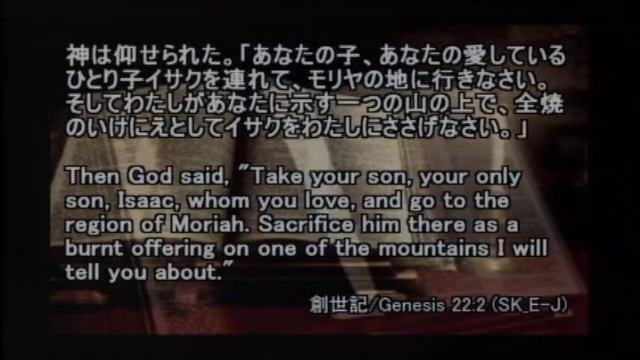 神は仰せられた。「あなたの子、あなたの愛している
ひとり子イサクを連れて、モリヤの地に行きなさい。
そしてわたしがあなたに示す一つの山の上で、全焼
のいけにえとしてイサクをわたしにささげなさい。」
Then God said, "Take your son, your only
son, Isaac, whom you love, and go to the
region of Moriah. Sacrifice him there as a
burnt offering on one of the mountains I will
tell you about."
創世記/Genesis 22:2 (SK_E-J)